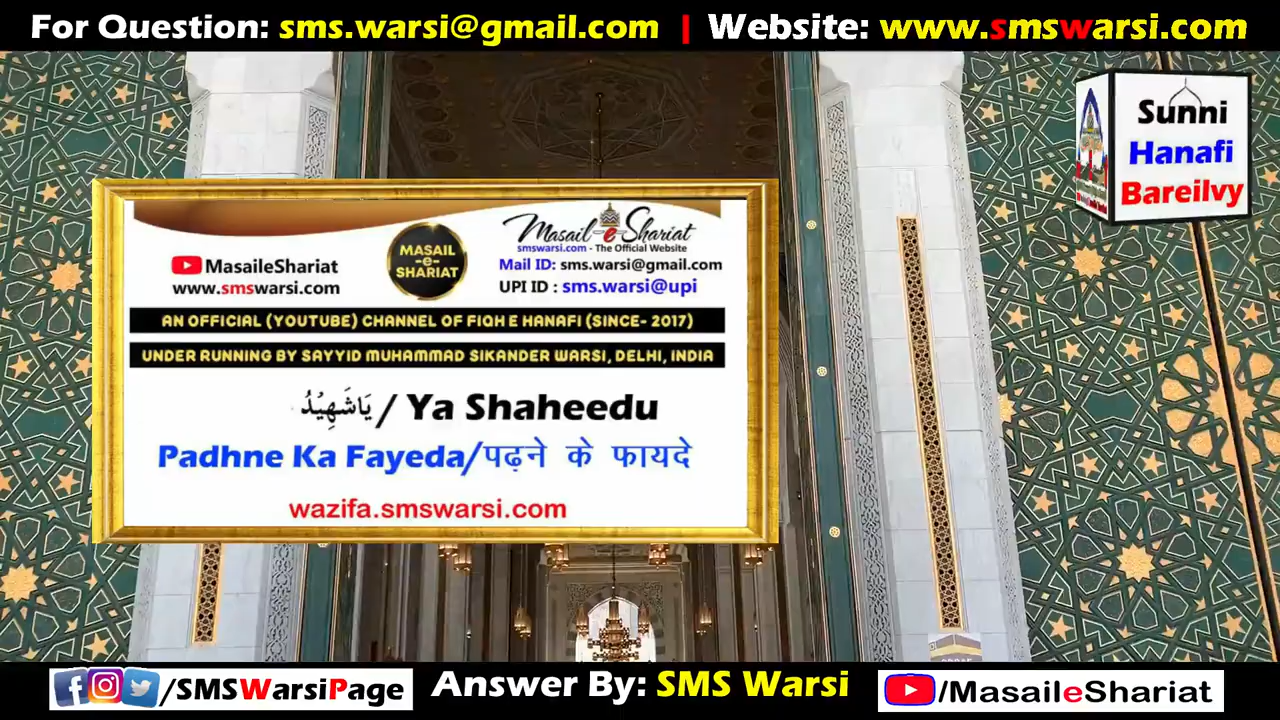 For Question: sms.warsi@gmail.com | Website: www.smswarsi.com
Sunni
Hanafi
Bareilvy
MasaileShariat
www.smswarsi.com
MASAIL
-e-
SHARIAT
Masail e Shariat
smswarsi.com - The Official Website
Mail ID: sms.warsi@gmail.com
UPI ID : sms.warsi@upi
AN OFFICIAL (YOUTUBE) CHANNEL OF FIQH E HANAFI (SINCE- 2017)
UNDER RUNNING BY SAYYID MUHAMMAD SIKANDER WARSI, DELHI, INDIA
يَاشَهِيْدُ / Ya Shaheedu
Padhne Ka Fayeda/पढ़ने के फायदे
wazifa.smswarsi.com
/SMSWarsiPage
Answer By: SMS Warsi
/MasaileShariat